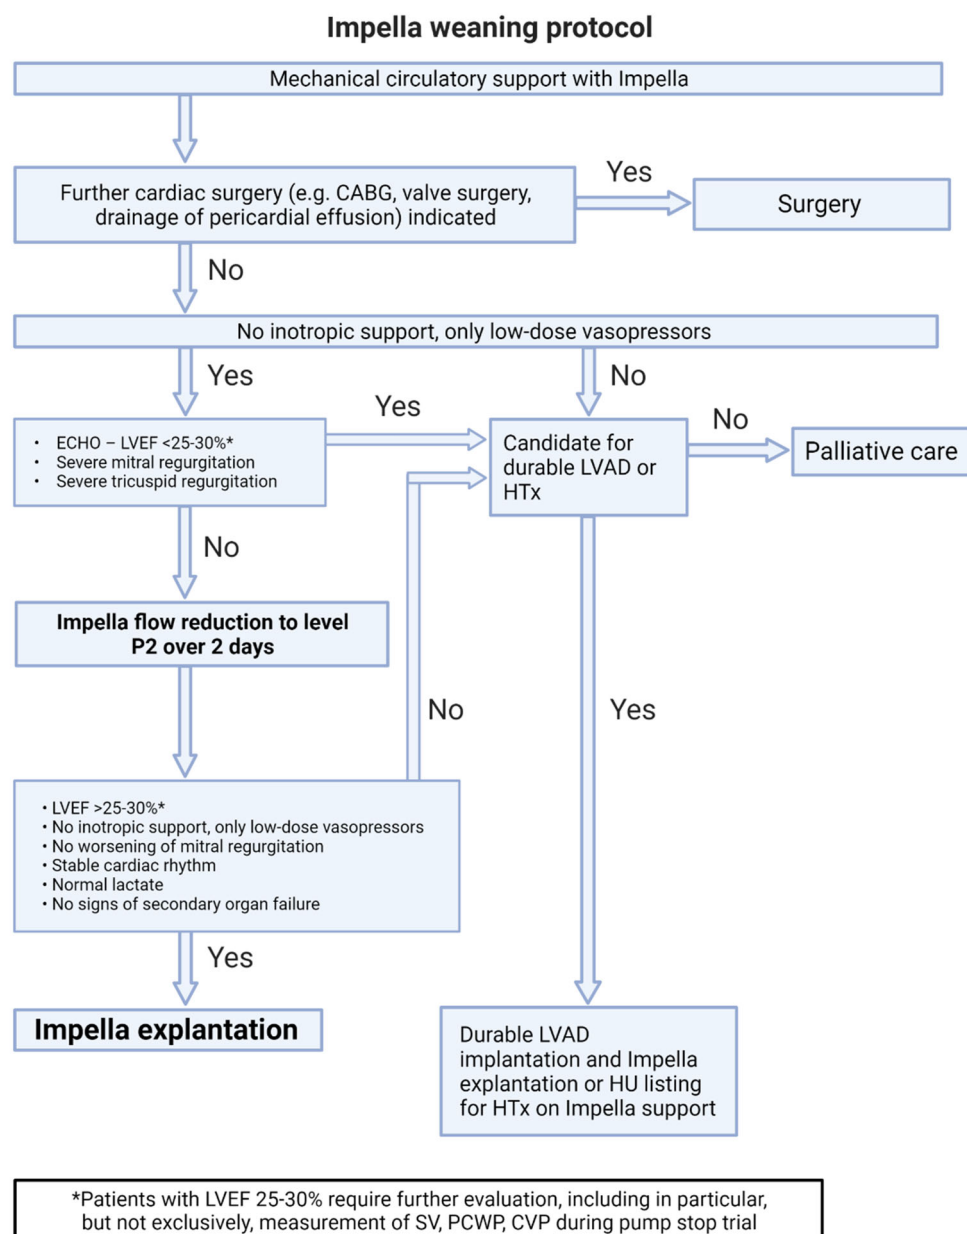 Impella weaning protocol
Mechanical circulatory support with Impella
Further cardiac surgery (e.g. CABG, valve surgery,
drainage of pericardial effusion) indicated
Yes
Surgery
No
No inotropic support, only low-dose vasopressors
Yes
No
• ECHO – LVEF <25-30%*
• Severe mitral regurgitation
• Severe tricuspid regurgitation
Yes
Candidate for
durable LVAD or
HTx
No
Palliative care
No
Impella flow reduction to level
P2 over 2 days
No
Yes
• LVEF >25-30%*
• No inotropic support, only low-dose vasopressors
• No worsening of mitral regurgitation
• Stable cardiac rhythm
• Normal lactate
• No signs of secondary organ failure
Yes
Impella explantation
Durable LVAD
implantation and Impella
explantation or HU listing
for HTx on Impella support
*Patients with LVEF 25-30% require further evaluation, including in particular,
but not exclusively, measurement of SV, PCWP, CVP during pump stop trial